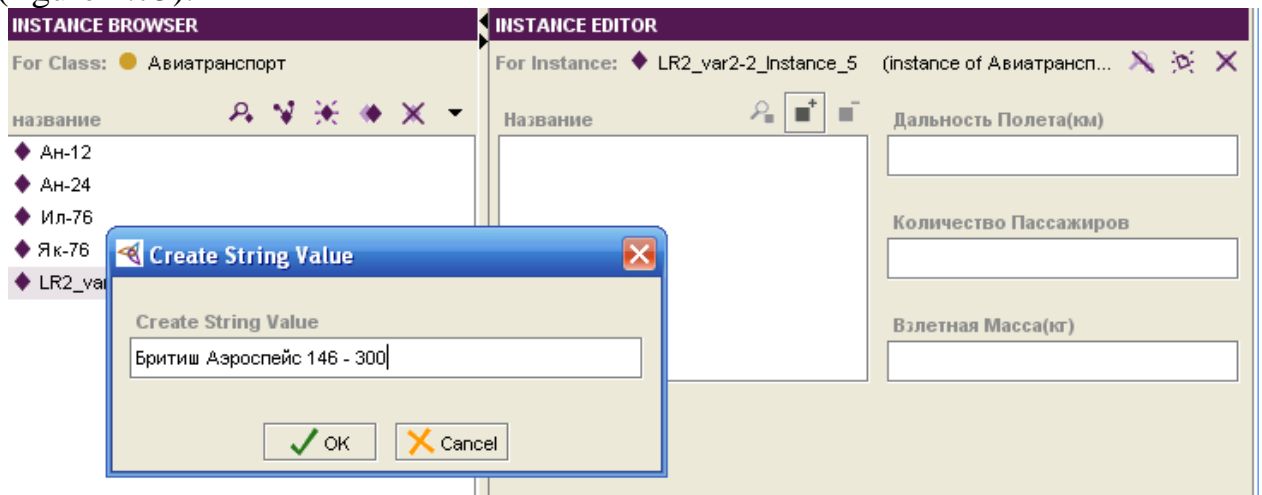 INSTANCE BROWSER
For Class: Авиатранспорт
название
Ан-12
Ан-24
Ил-76
Як-76
LR2_var
INSTANCE EDITOR
For Instance: LR2_var2-2_Instance_5 (instance of Авиатрансп...
Название
Дальность Полета(км)
Количество Пассажиров
Взлетная Масса(кг)
Create String Value
Create String Value
Бритиш Аэроспейс 146 - 300
OK
Cancel